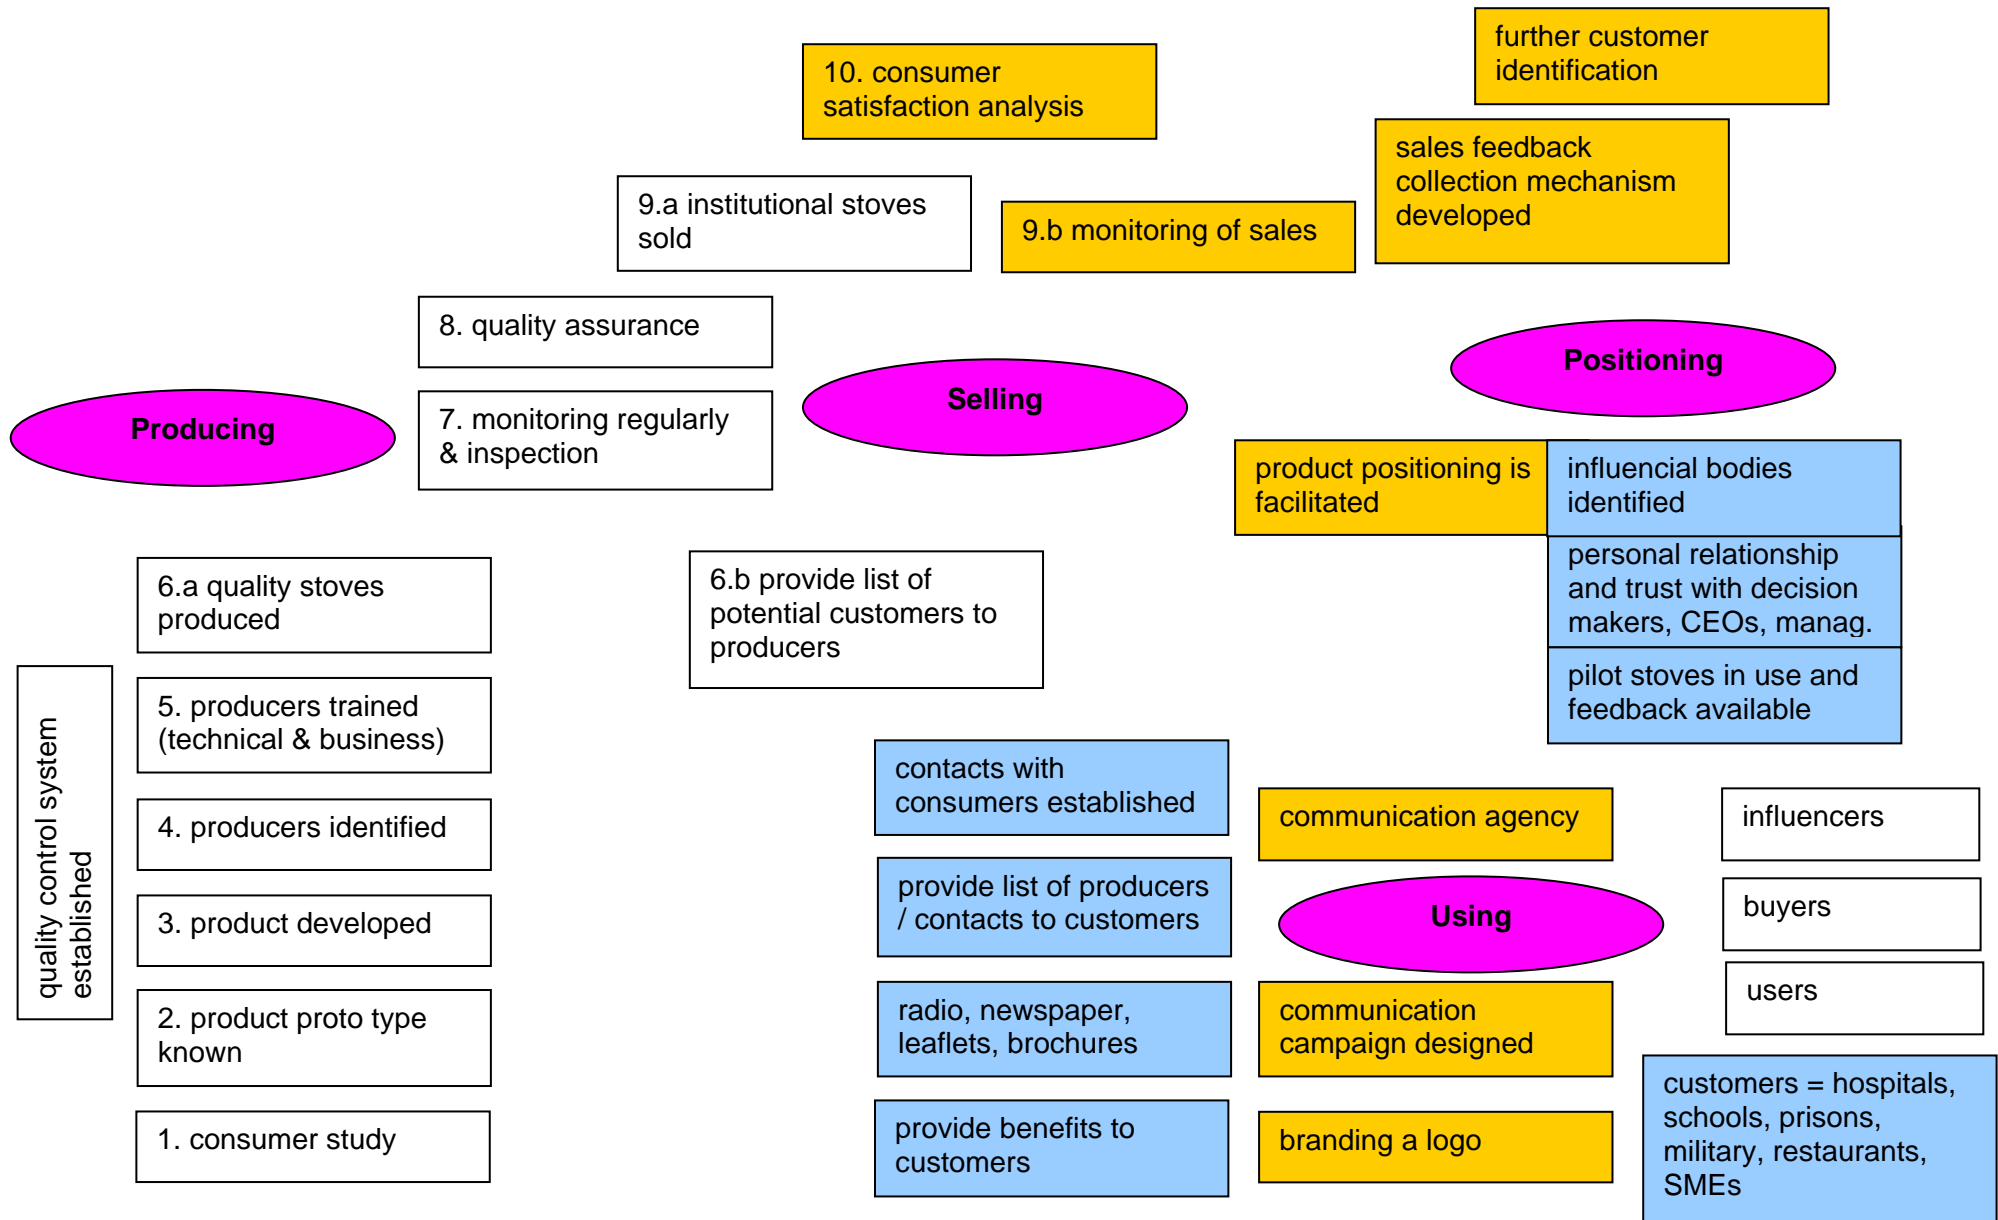 further customer
identification
10. consumer
satisfaction analysis
sales feedback
collection mechanism
developed
9.a institutional stoves
sold
9.b monitoring of sales
8. quality assurance
Positioning
Selling
7. monitoring regularly
& inspection
Producing
product positioning is
facilitated
influencial bodies
identified
personal relationship
and trust with decision
makers, CEOs, manag.
pilot stoves in use and
feedback available
6.a quality stoves
produced
6.b provide list of
potential customers to
producers
quality control system
established
5. producers trained
(technical & business)
4. producers identified
3. product developed
2. product proto type
known
1. consumer study
contacts with
consumers established
provide list of producers
/ contacts to customers
radio, newspaper,
leaflets, brochures
provide benefits to
customers
communication agency
Using
communication
campaign designed
branding a logo
influencers
buyers
users
customers = hospitals,
schools, prisons,
military, restaurants,
SMEs